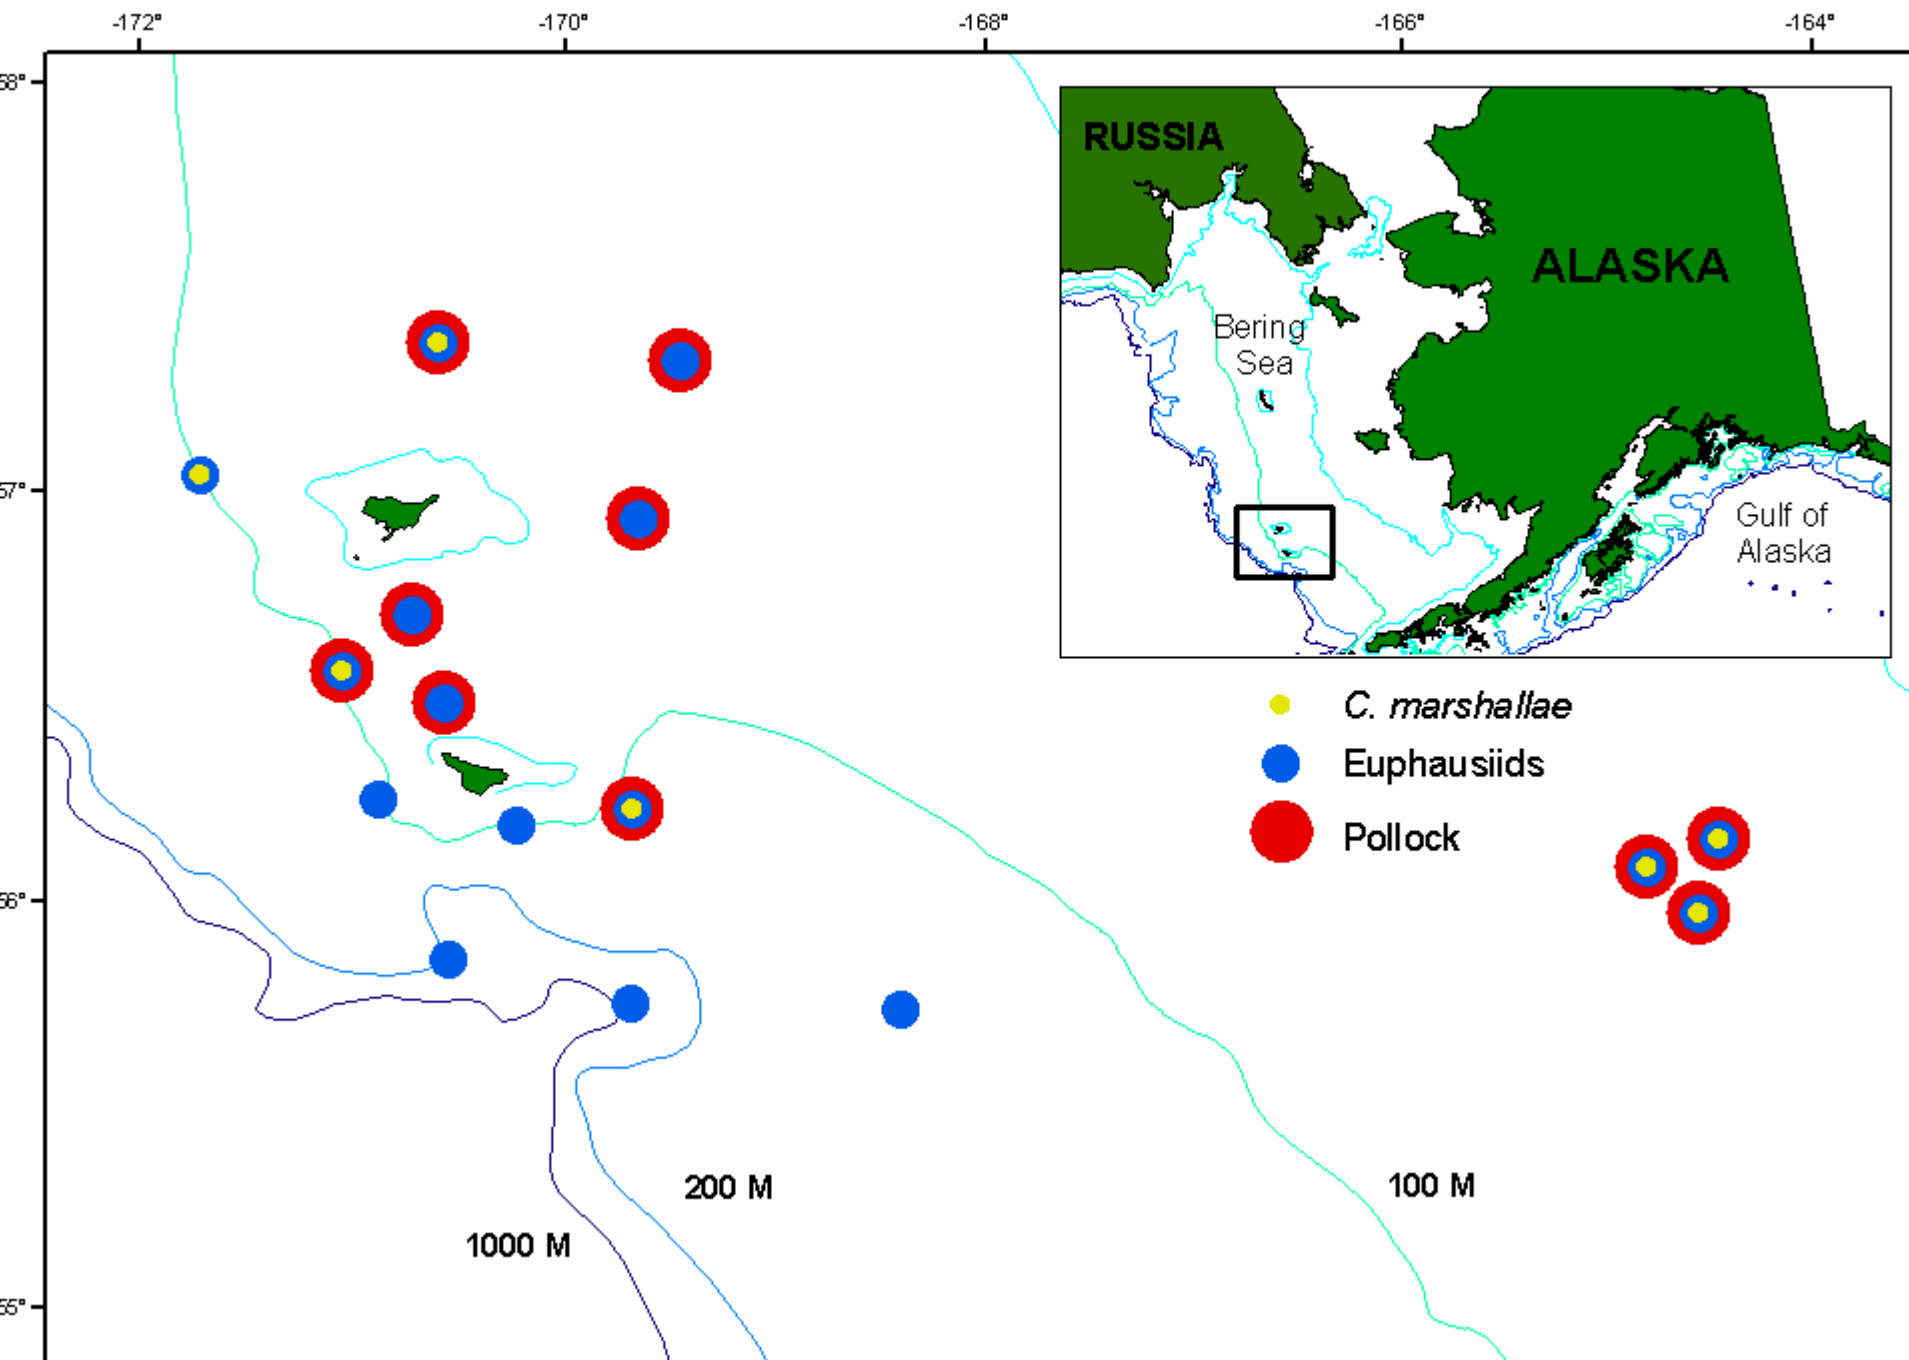 -172°
-170°
-168°
-166°
-164°
58°
57°
56°
55°
RUSSIA
ALASKA
Bering
Sea
Gulf of
Alaska
C. marshallae
Euphausiids
Pollock
200 M
100 M
1000 M